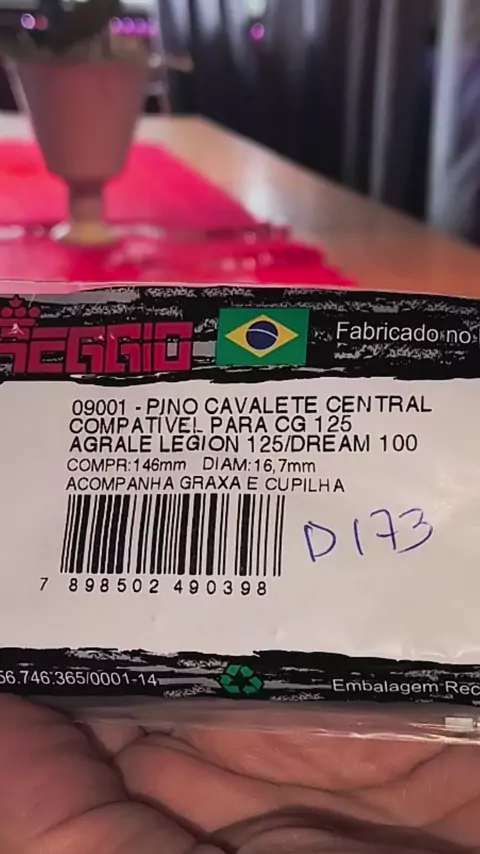 REGGIO
Fabricado no
09001 - PINO CAVALETE CENTRAL
COMPATIVEL PARA CG 125
AGRALE LEGION 125/DREAM 100
COMPR:146mm DIAM:16,7mm
ACOMPANHA GRAXA E CUPILHA
D173
7 898502 490398
56.746.365/0001-14
Embalagem Rec